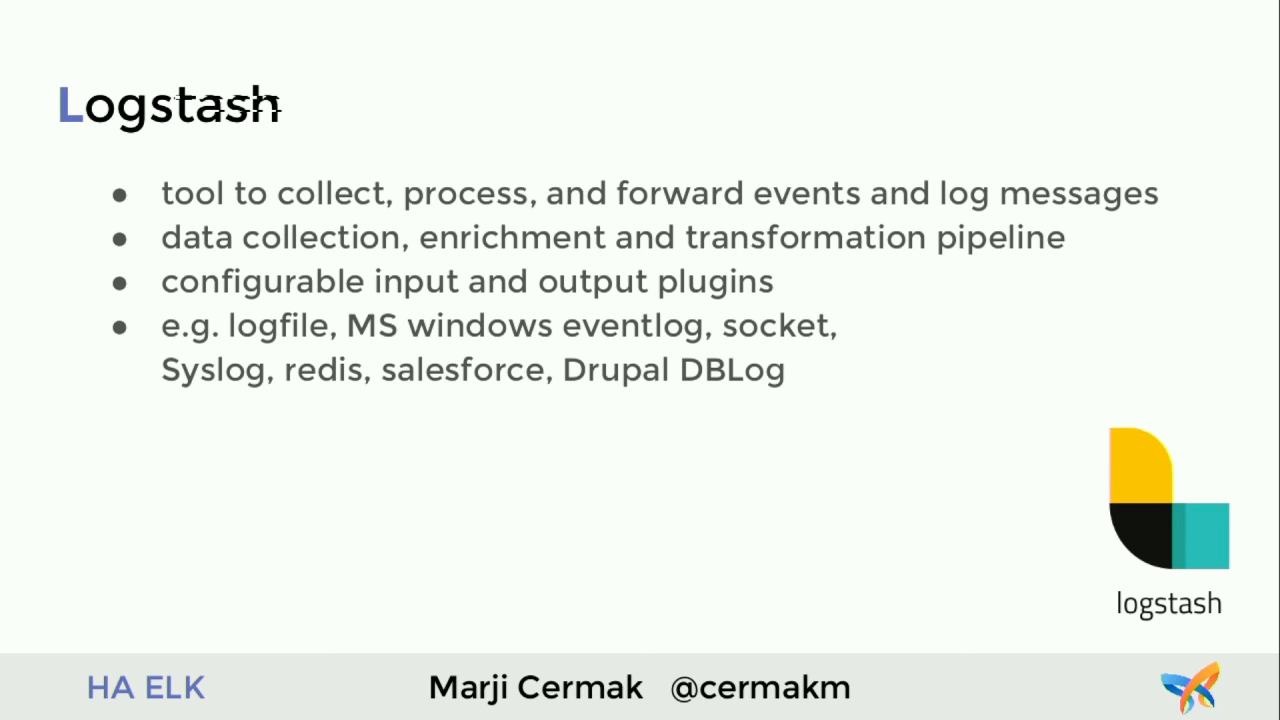 Logstash
● tool to collect, process, and forward events and log messages
● data collection, enrichment and transformation pipeline
● configurable input and output plugins
● e.g. logfile, MS windows eventlog, socket,
Syslog, redis, salesforce, Drupal DBLog
logstash
HA ELK Marji Cermak @cermakm